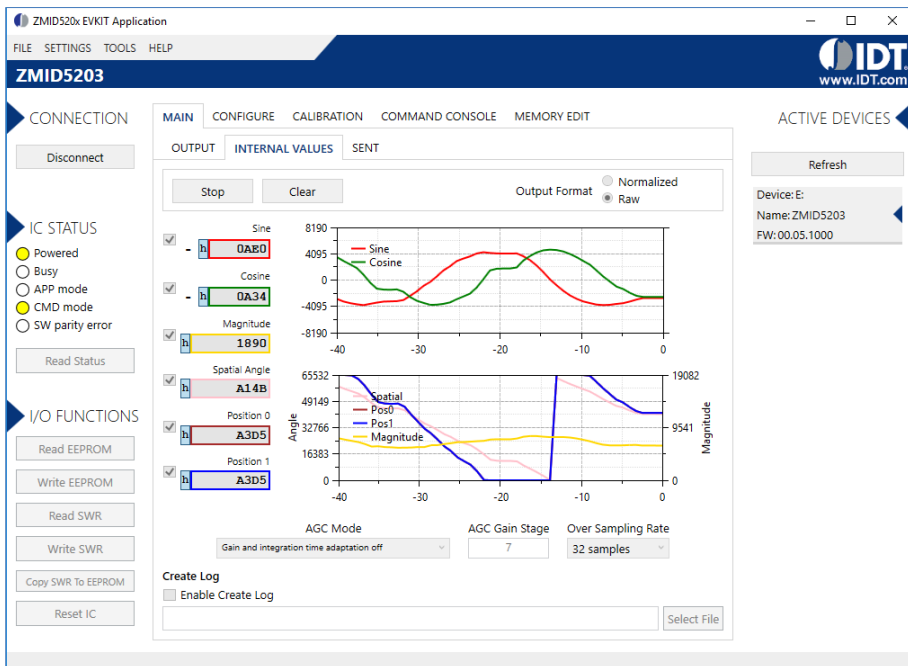 ZMID520x EVKIT Application
FILE SETTINGS TOOLS HELP
IDT
www.IDT.com
ZMID5203
CONNECTION
Disconnect
IC STATUS
Powered
Busy
APP mode
CMD mode
SW parity error
Read Status
I/O FUNCTIONS
Read EEPROM
Write EEPROM
Read SWR
Write SWR
Copy SWR To EEPROM
Reset IC
MAIN CONFIGURE CALIBRATION COMMAND CONSOLE MEMORY EDIT
OUTPUT INTERNAL VALUES SENT
Stop Clear Output Format Normalized
Raw
Sine
- h 0AE0
Cosine
- h 0A34
Magnitude
h 1890
Spatial Angle
h A14B
Position 0
h A3D5
Position 1
h A3D5
8190
4095
0
-4095
-8190
Sine
Cosine
-40 -30 -20 -10 0
65532
49149
32766
16383
0
Angle
Spatial
Pos0
Pos1
Magnitude
19082
9541
0
Magnitude
-40 -30 -20 -10 0
AGC Mode AGC Gain Stage Over Sampling Rate
Gain and integration time adaptation off 7 32 samples
Create Log
Enable Create Log
Select File
ACTIVE DEVICES
Refresh
Device: E:
Name: ZMID5203
FW: 00.05.1000